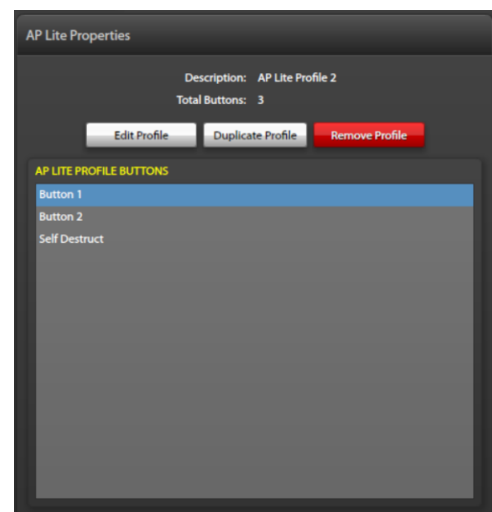 AP Lite Properties
Description: AP Lite Profile 2
Total Buttons: 3
Edit Profile Duplicate Profile Remove Profile
AP LITE PROFILE BUTTONS
Button 1
Button 2
Self Destruct